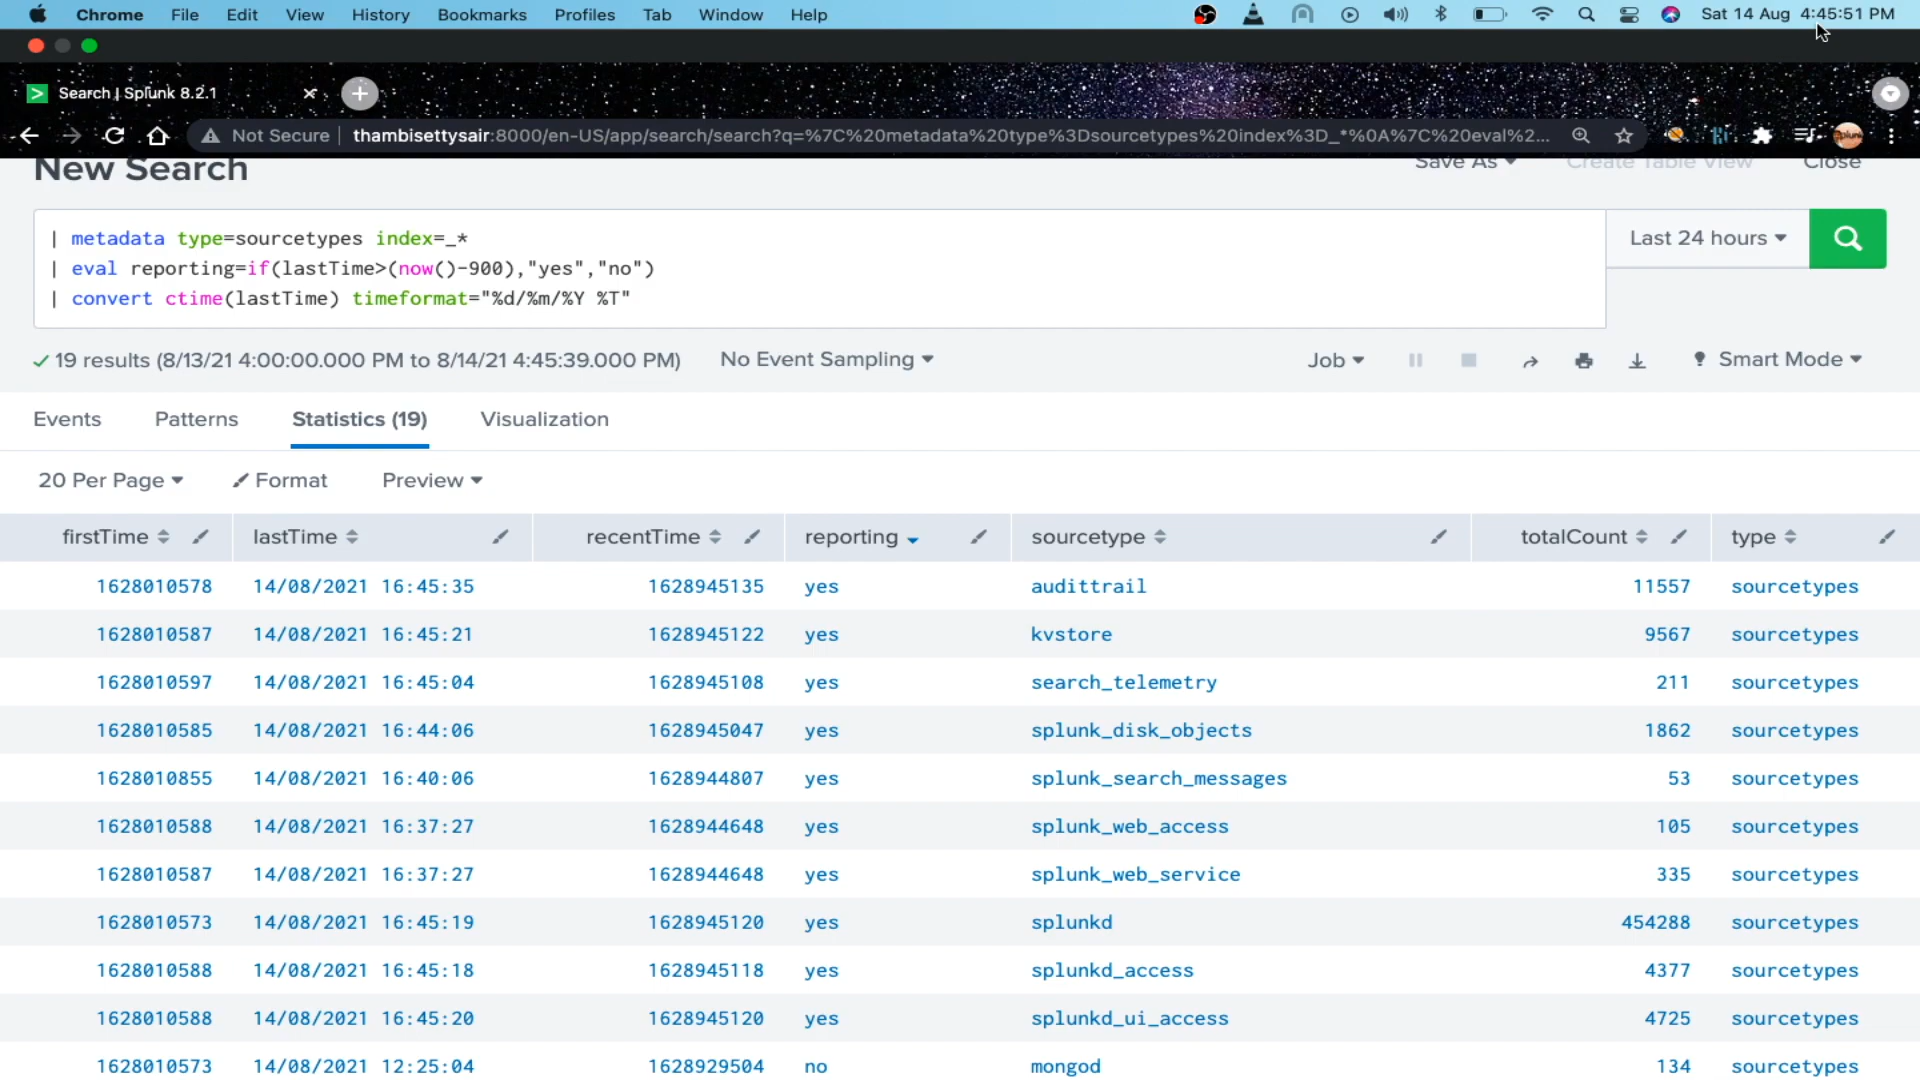 Chrome File Edit View History Bookmarks Profiles Tab Window Help Sat 14 Aug 4:45:51 PM
Search | Splunk 8.2.1
Not Secure thambisettysair:8000/en-US/app/search/search?q=%7C%20metadata%20type%3Dsourcetypes%20index%3D_*%0A%7C%20eval%2...
New Search Save As Create Table View Close
| metadata type=sourcetypes index=_*
| eval reporting=if(lastTime>(now()-900),"yes","no")
| convert ctime(lastTime) timeformat="%d/%m/%Y %T"
Last 24 hours
19 results (8/13/21 4:00:00.000 PM to 8/14/21 4:45:39.000 PM) No Event Sampling Job Smart Mode
Events Patterns Statistics (19) Visualization
20 Per Page Format Preview
firstTime lastTime recentTime reporting sourcetype totalCount type
1628010578 14/08/2021 16:45:35 1628945135 yes audittrail 11557 sourcetypes
1628010587 14/08/2021 16:45:21 1628945122 yes kvstore 9567 sourcetypes
1628010597 14/08/2021 16:45:04 1628945108 yes search_telemetry 211 sourcetypes
1628010585 14/08/2021 16:44:06 1628945047 yes splunk_disk_objects 1862 sourcetypes
1628010855 14/08/2021 16:40:06 1628944807 yes splunk_search_messages 53 sourcetypes
1628010588 14/08/2021 16:37:27 1628944648 yes splunk_web_access 105 sourcetypes
1628010587 14/08/2021 16:37:27 1628944648 yes splunk_web_service 335 sourcetypes
1628010573 14/08/2021 16:45:19 1628945120 yes splunkd 454288 sourcetypes
1628010588 14/08/2021 16:45:18 1628945118 yes splunkd_access 4377 sourcetypes
1628010588 14/08/2021 16:45:20 1628945120 yes splunkd_ui_access 4725 sourcetypes
1628010573 14/08/2021 12:25:04 1628929504 no mongod 134 sourcetypes